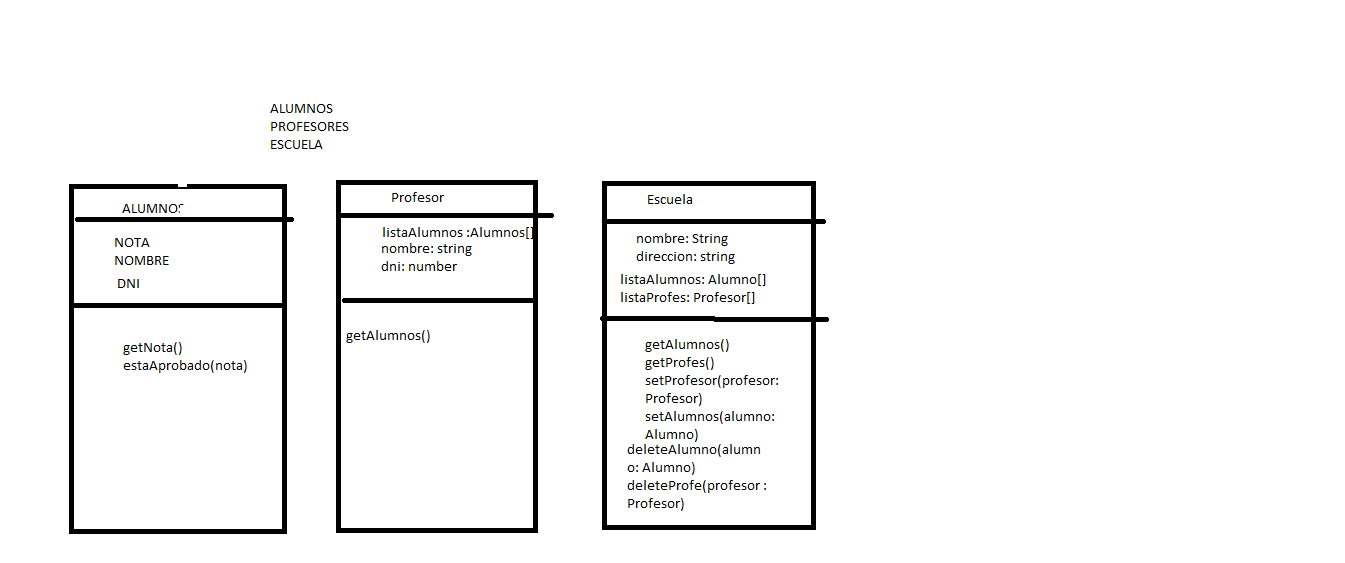 ALUMNOS
PROFESORES
ESCUELA
ALUMNOS
NOTA
NOMBRE
DNI
getNota()
estaAprobado(nota)
Profesor
listaAlumnos :Alumnos[]
nombre: string
dni: number
getAlumnos()
Escuela
nombre: String
direccion: string
listaAlumnos: Alumno[]
listaProfes: Profesor[]
getAlumnos()
getProfes()
setProfesor(profesor:
Profesor)
setAlumnos(alumno:
Alumno)
deleteAlumno(alumn
o: Alumno)
deleteProfe(profesor :
Profesor)